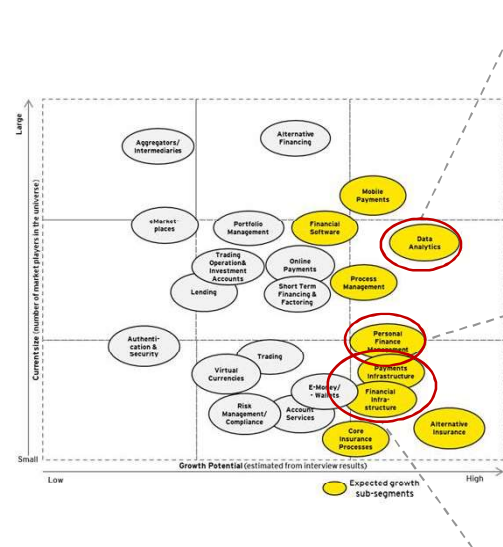 Large
Current size (number of market players in the universe)
Small
Aggregators/
Intermediaries
Alternative
Financing
Mobile
Payments
eMarket-
places
Portfolio
Management
Financial
Software
Data
Analytics
Trading
Operation&
Investment
Accounts
Online
Payments
Lending
Short Term
Financing &
Factoring
Process
Management
Personal
Finance
Management
Authenti-
cation &
Security
Trading
Payments
Infrastructure
Virtual
Currencies
E-Money/
- Wallets
Financial
Infra-
structure
Risk
Management/
Compliance
Account
Services
Core
Insurance
Processes
Alternative
Insurance
Growth Potential (estimated from interview results)
Low
High
Expected growth
sub-segments